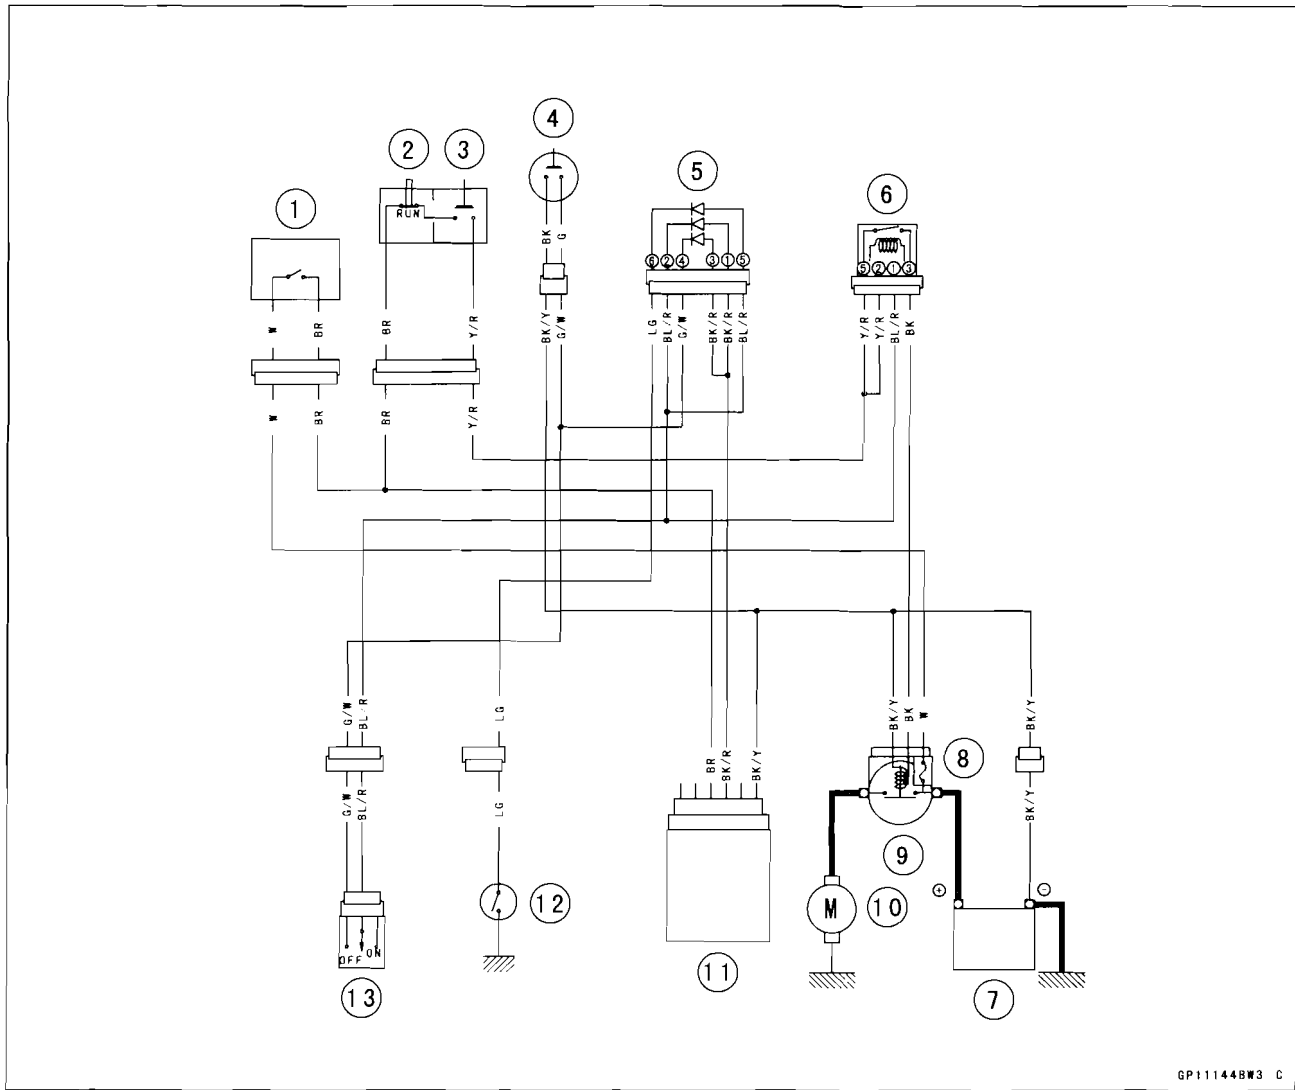 4
2
3
5
1
6
RUN
BK
G
6
2
4
3
1
5
5
2
1
3
W
BR
BR
Y/R
BK/Y
G/W
LG
BL/R
G/W
BK/R
BK/R
BL/R
Y/R
Y/R
BL/R
BK
W
BR
BR
Y/R
G/W
BL/R
LG
BR
BK/R
BK/Y
BK/Y
BK
W
BK/Y
8
G/W
BL/R
LG
BK/Y
9
+
-
12
M
10
OFF
ON
13
11
7
GP11144BW3 C